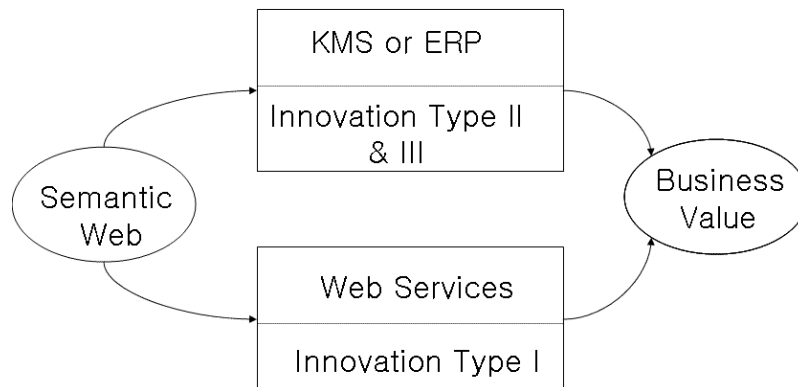 KMS or ERP
Innovation Type II
& III
Semantic
Web
Business
Value
Web Services
Innovation Type I